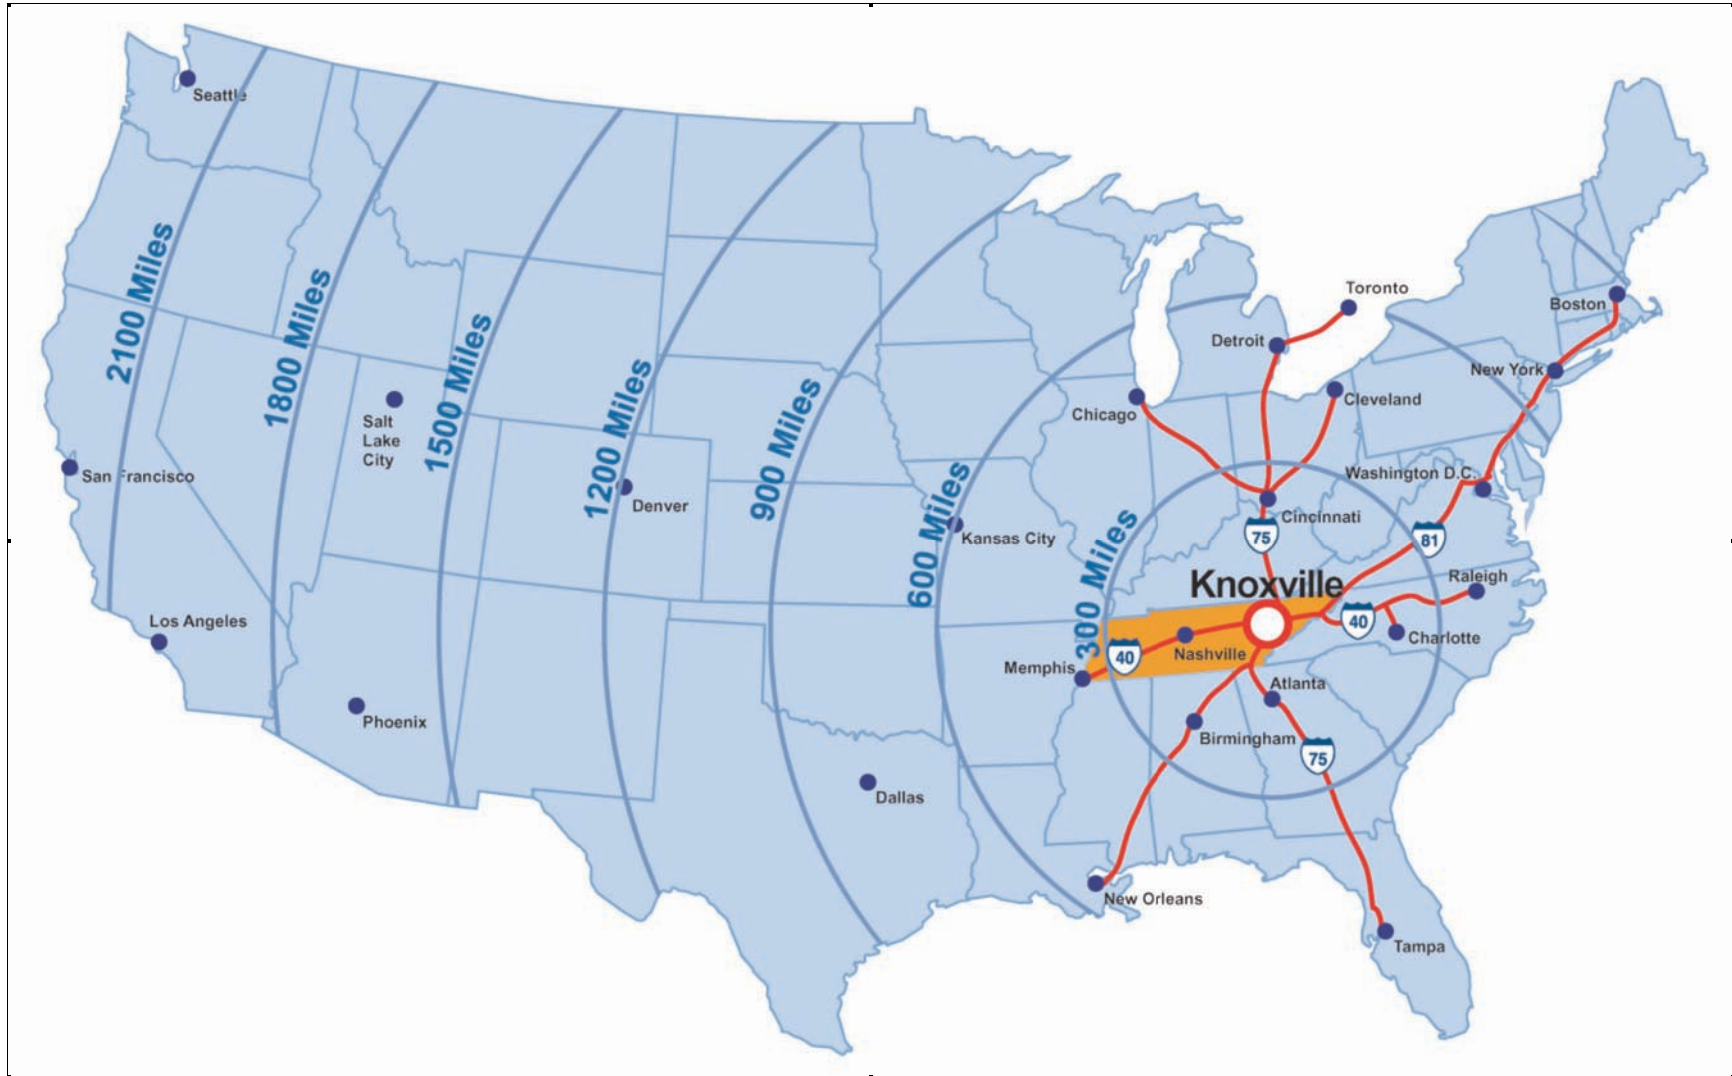 Seattle
Toronto
Boston
Detroit
New York
Cleveland
Chicago
2100 Miles
1800 Miles
1500 Miles
1200 Miles
900 Miles
600 Miles
300 Miles
Salt
Lake
City
San Francisco
Washington D.C.
Denver
Cincinnati
Kansas City
75
81
Knoxville
Raleigh
40
Charlotte
Los Angeles
Nashville
40
Memphis
Atlanta
Phoenix
Birmingham
75
Dallas
New Orleans
Tampa